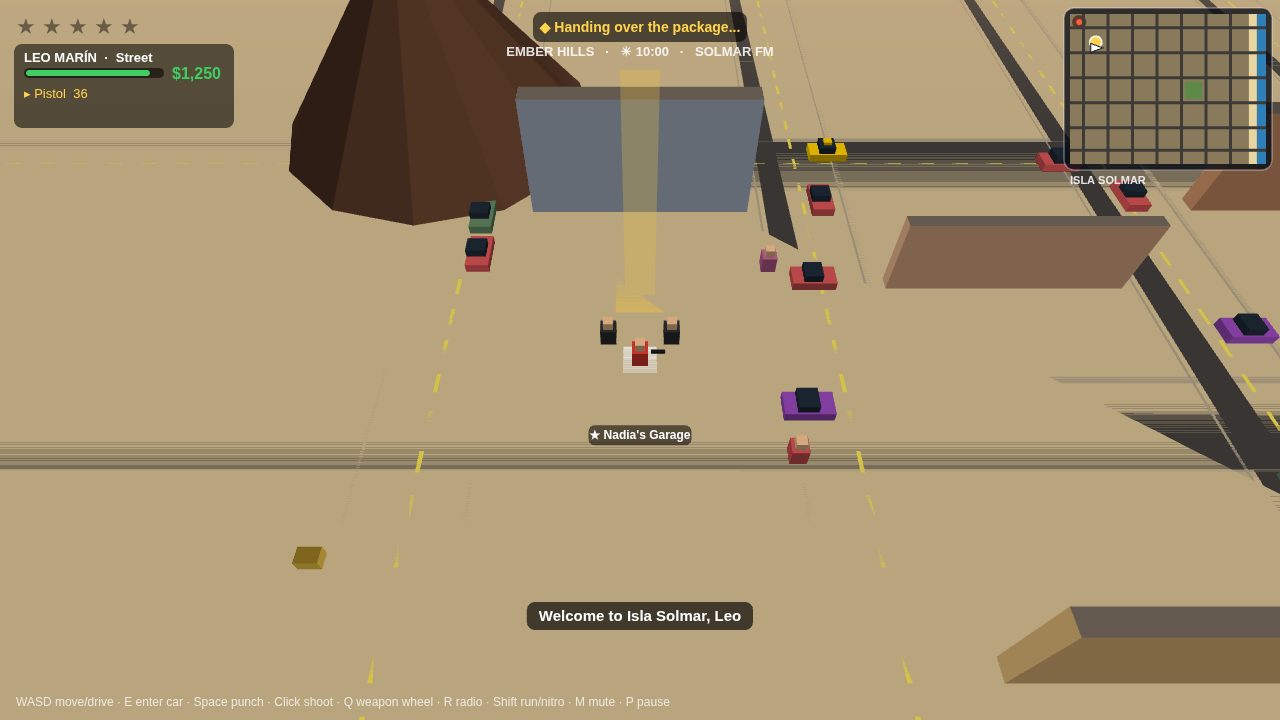 ★ ★ ★ ★ ★
LEO MARÍN · Street
$1,250
▸ Pistol 36
◆ Handing over the package...
EMBER HILLS · ☀ 10:00 · SOLMAR FM
ISLA SOLMAR
★ Nadia's Garage
Welcome to Isla Solmar, Leo
WASD move/drive · E enter car · Space punch · Click shoot · Q weapon wheel · R radio · Shift run/nitro · M mute · P pause